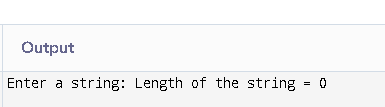 Output
Enter a string: Length of the string = 0